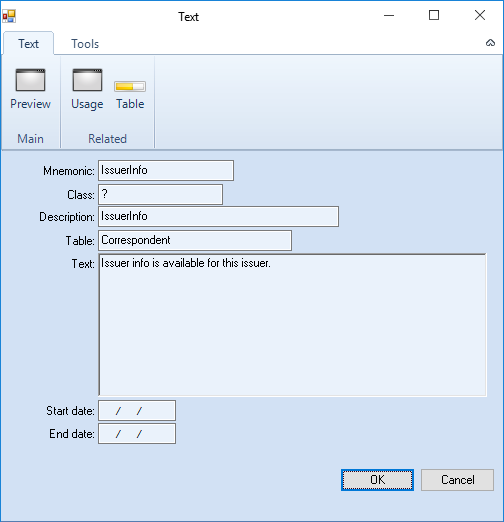 Text
Text Tools
Preview Usage Table
Main Related
Mnemonic: IssuerInfo
Class: ?
Description: IssuerInfo
Table: Correspondent
Text: Issuer info is available for this issuer.
Start date: / /
End date: / /
OK Cancel